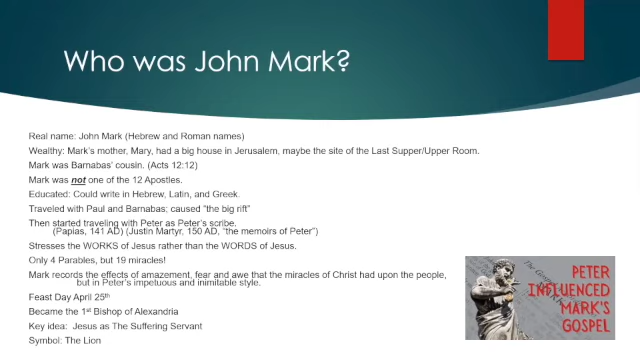 Who was John Mark?
Real name: John Mark (Hebrew and Roman names)
Wealthy: Mark's mother, Mary, had a big house in Jerusalem, maybe the site of the Last Supper/Upper Room.
Mark was Barnabas' cousin. (Acts 12:12)
Mark was not one of the 12 Apostles.
Educated: Could write in Hebrew, Latin, and Greek.
Traveled with Paul and Barnabas; caused "the big rift"
Then started traveling with Peter as Peter's scribe.
(Papias, 141 AD) (Justin Martyr, 150 AD, "the memoirs of Peter")
Stresses the WORKS of Jesus rather than the WORDS of Jesus.
Only 4 Parables, but 19 miracles!
Mark records the effects of amazement, fear and awe that the miracles of Christ had upon the people,
but in Peter's impetuous and inimitable style.
Feast Day April 25th
Became the 1st Bishop of Alexandria
Key idea: Jesus as The Suffering Servant
Symbol: The Lion
PETER
INFLUENCED
MARK'S
GOSPEL